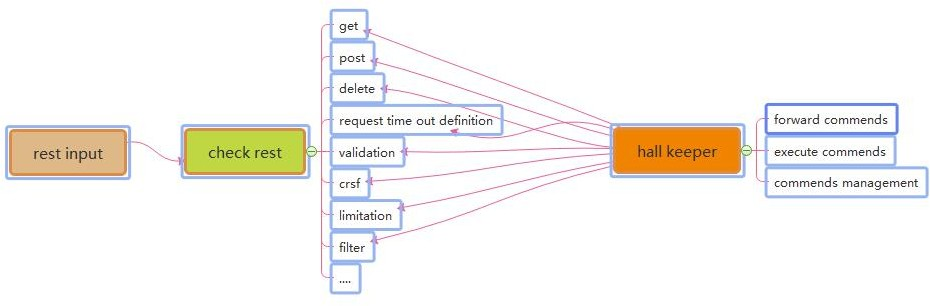 rest input
check rest
get
post
delete
request time out definition
validation
crsf
limitation
filter
....
hall keeper
forward commends
execute commends
commends management